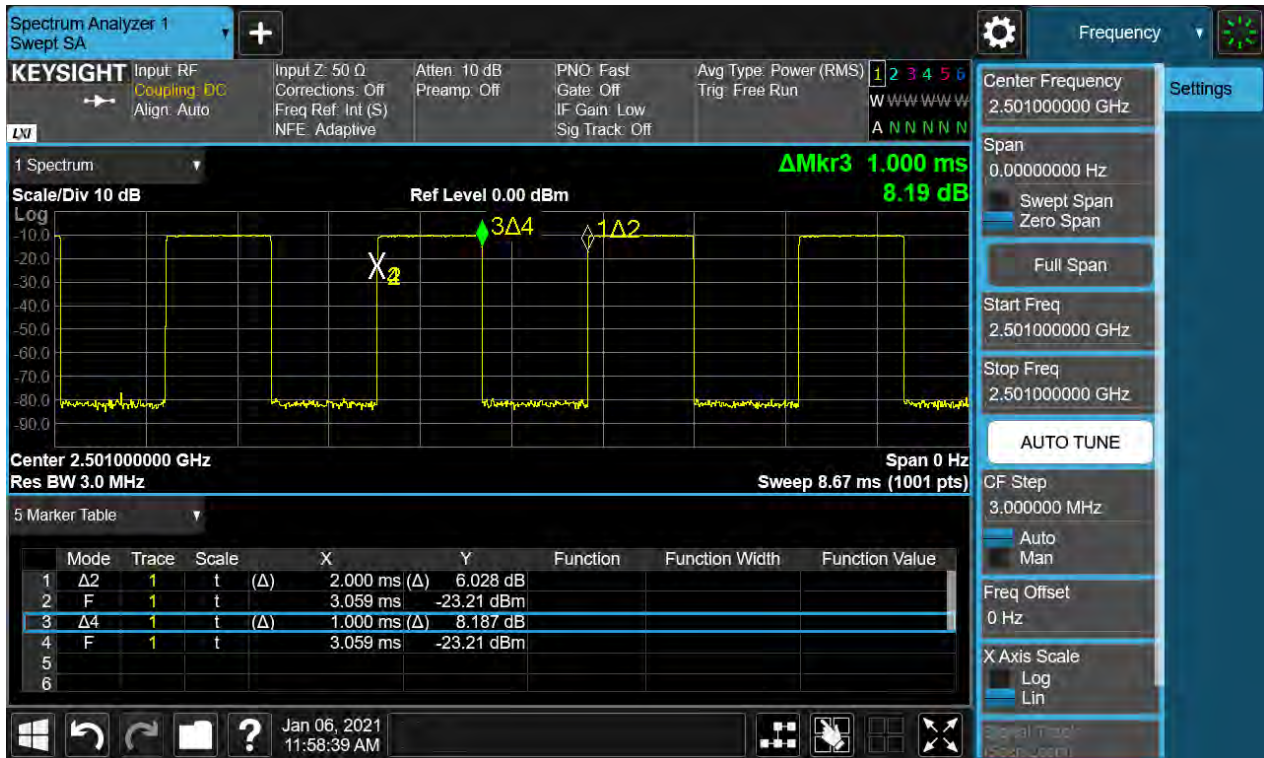 Spectrum Analyzer 1
Swept SA
+
Frequency
KEYSIGHT
LXI
Input: RF
Coupling: DC
Align: Auto
Input Z: 50 Ω
Corrections: Off
Freq Ref: Int (S)
NFE: Adaptive
Atten: 10 dB
Preamp: Off
PNO: Fast
Gate: Off
IF Gain: Low
Sig Track: Off
Avg Type: Power (RMS)
Trig: Free Run
1 2 3 4 5 6
W W W W W W
A N N N N N
1 Spectrum
ΔMkr3 1.000 ms
8.19 dB
Scale/Div 10 dB
Ref Level 0.00 dBm
Log
-10.0
-20.0
-30.0
-40.0
-50.0
-60.0
-70.0
-80.0
-90.0
3Δ4
1Δ2
X
Center 2.501000000 GHz
Span 0 Hz
Res BW 3.0 MHz
Sweep 8.67 ms (1001 pts)
5 Marker Table
Mode Trace Scale X Y Function Function Width Function Value
1 Δ2 1 t (Δ) 2.000 ms (Δ) 6.028 dB
2 F 1 t 3.059 ms -23.21 dBm
3 Δ4 1 t (Δ) 1.000 ms (Δ) 8.187 dB
4 F 1 t 3.059 ms -23.21 dBm
5
6
?
Jan 06, 2021
11:58:39 AM
Center Frequency
2.501000000 GHz
Settings
Span
0.00000000 Hz
Swept Span
Zero Span
Full Span
Start Freq
2.501000000 GHz
Stop Freq
2.501000000 GHz
AUTO TUNE
CF Step
3.000000 MHz
Auto
Man
Freq Offset
0 Hz
X Axis Scale
Log
Lin